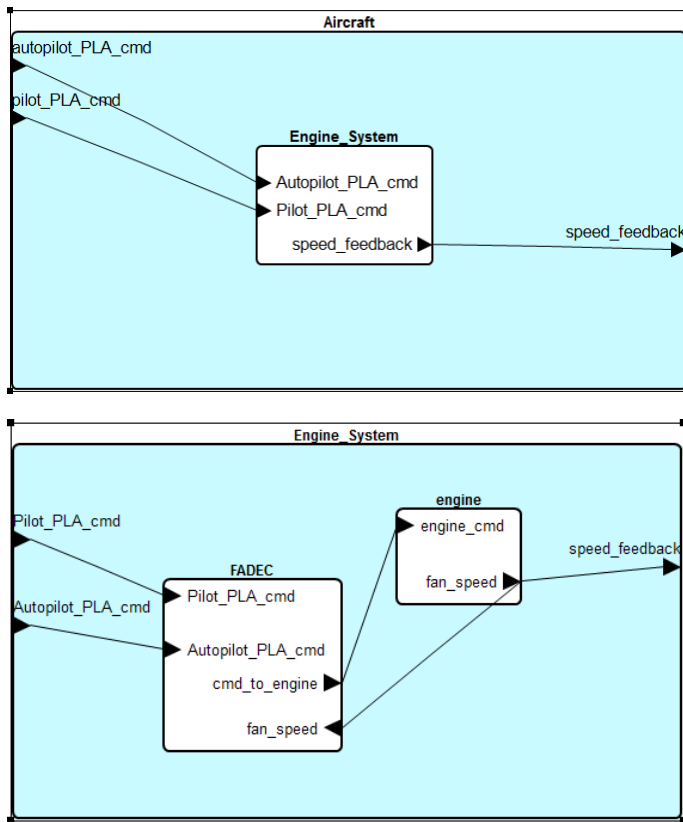 Aircraft
autopilot_PLA_cmd
pilot_PLA_cmd
Engine_System
Autopilot_PLA_cmd
Pilot_PLA_cmd
speed_feedback
speed_feedback
Engine_System
Pilot_PLA_cmd
Autopilot_PLA_cmd
FADEC
Pilot_PLA_cmd
Autopilot_PLA_cmd
cmd_to_engine
fan_speed
engine
engine_cmd
fan_speed
speed_feedback